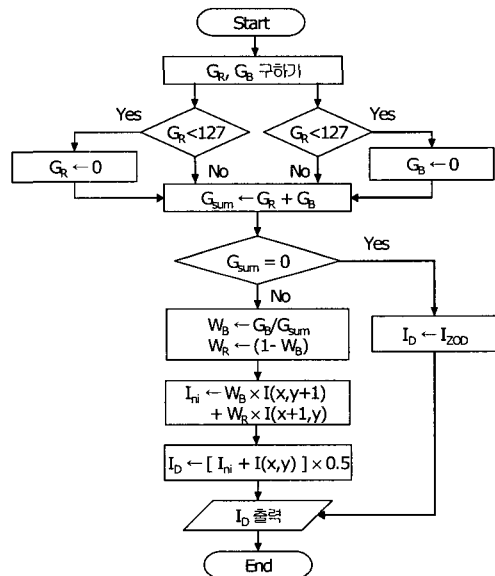 Start
G_R, G_B 구하기
Yes
G_R<127
G_R<127
Yes
G_R ← 0
No
No
G_B ← 0
G_sum ← G_R + G_B
G_sum = 0
Yes
No
W_B ← G_B/G_sum
W_R ← (1- W_B)
I_D ← I_ZOD
I_ni ← W_B × I(x,y+1)
+ W_R × I(x+1,y)
I_D ← [ I_ni + I(x,y) ] × 0.5
I_D 출력
End